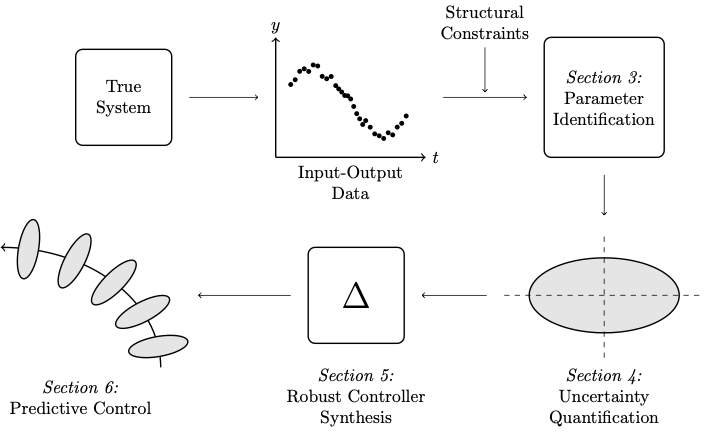 Structural
Constraints
True
System
y
t
Input-Output
Data
Section 3:
Parameter
Identification
Δ
Section 6:
Predictive Control
Section 5:
Robust Controller
Synthesis
Section 4:
Uncertainty
Quantification